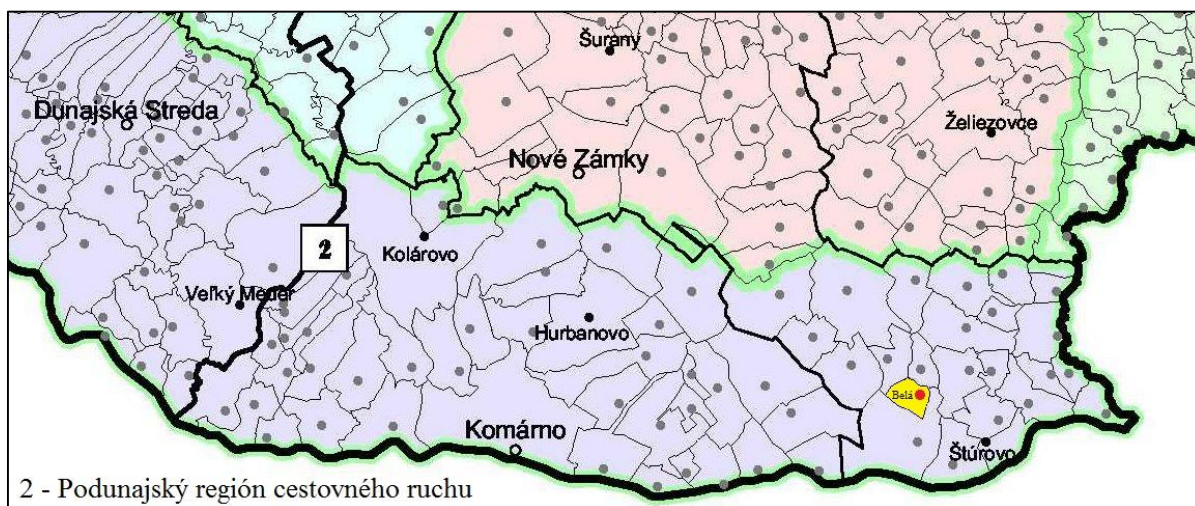 Šurany
Dunajská Streda
Želiezovce
Nové Zámky
2
Kolárovo
Veľký Meder
Hurbanovo
Belá
Komárno
Štúrovo
2 - Podunajský región cestovného ruchu